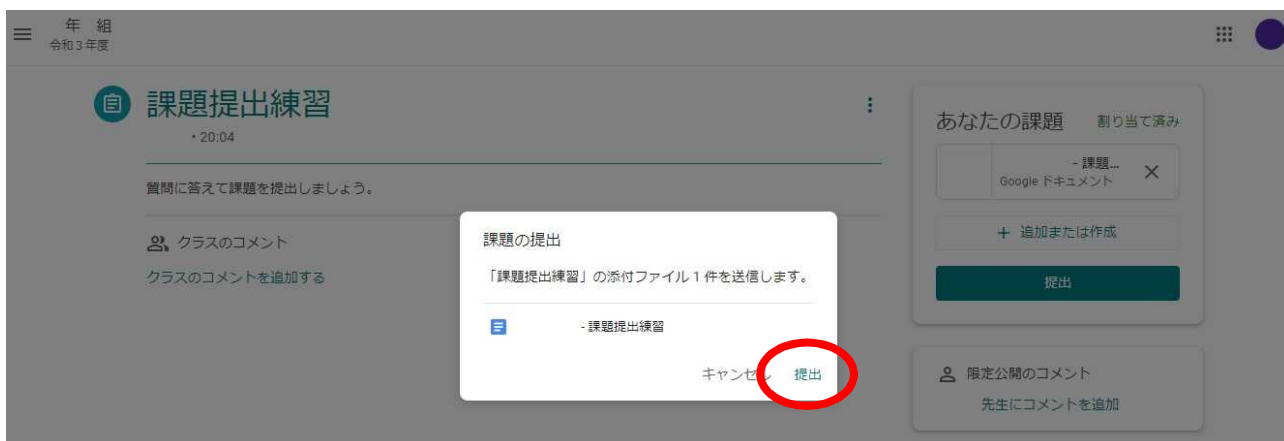 年 組
令和3年度
課題提出練習
・20:04
質問に答えて課題を提出しましょう。
クラスのコメント
クラスのコメントを追加する
課題の提出
「課題提出練習」の添付ファイル1件を送信します。
- 課題提出練習
キャンセル 提出
あなたの課題 割り当て済み
- 課題...
Google ドキュメント
+ 追加または作成
提出
限定公開のコメント
先生にコメントを追加